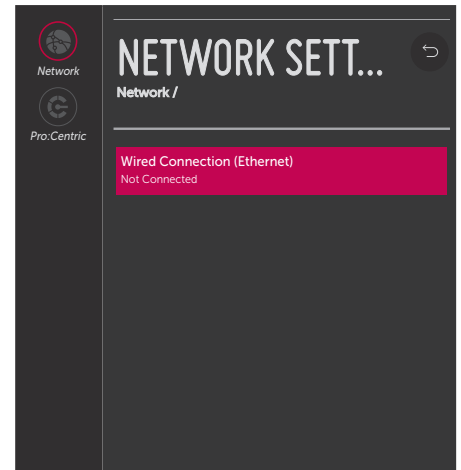 Network
Pro:Centric
NETWORK SETT...
Network /
Wired Connection (Ethernet)
Not Connected